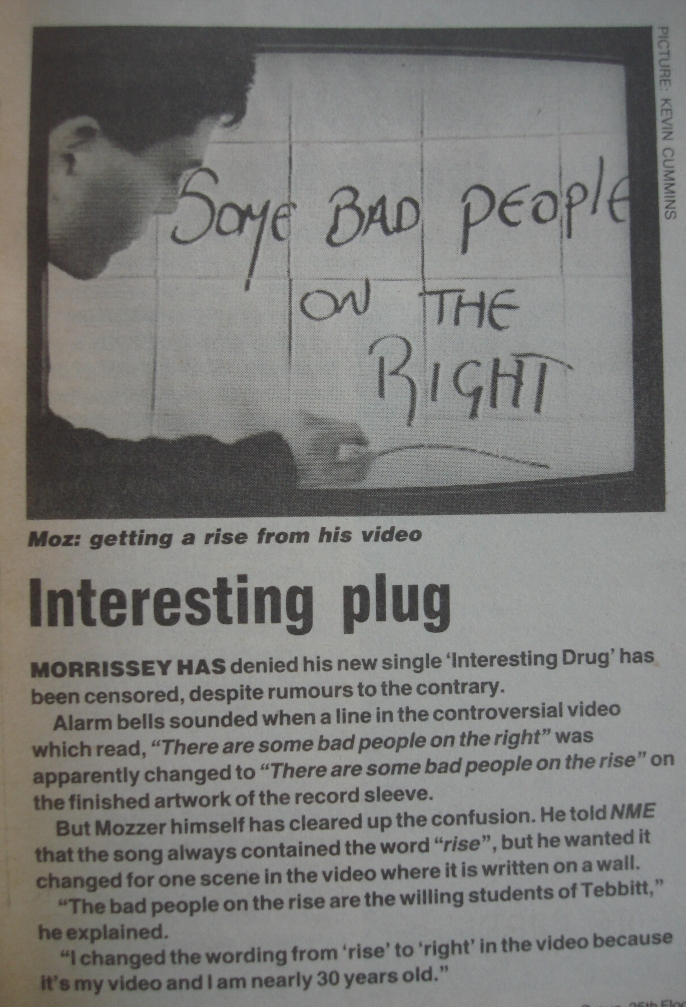 PICTURE: KEVIN CUMMINS
SOME BAD PEOPLE
ON THE
RIGHT
Moz: getting a rise from his video
Interesting plug
MORRISSEY HAS denied his new single ‘Interesting Drug’ has
been censored, despite rumours to the contrary.
Alarm bells sounded when a line in the controversial video
which read, “There are some bad people on the right” was
apparently changed to “There are some bad people on the rise” on
the finished artwork of the record sleeve.
But Mozzer himself has cleared up the confusion. He told NME
that the song always contained the word “rise”, but he wanted it
changed for one scene in the video where it is written on a wall.
“The bad people on the rise are the willing students of Tebbitt,”
he explained.
“I changed the wording from ‘rise’ to ‘right’ in the video because
it’s my video and I am nearly 30 years old.”